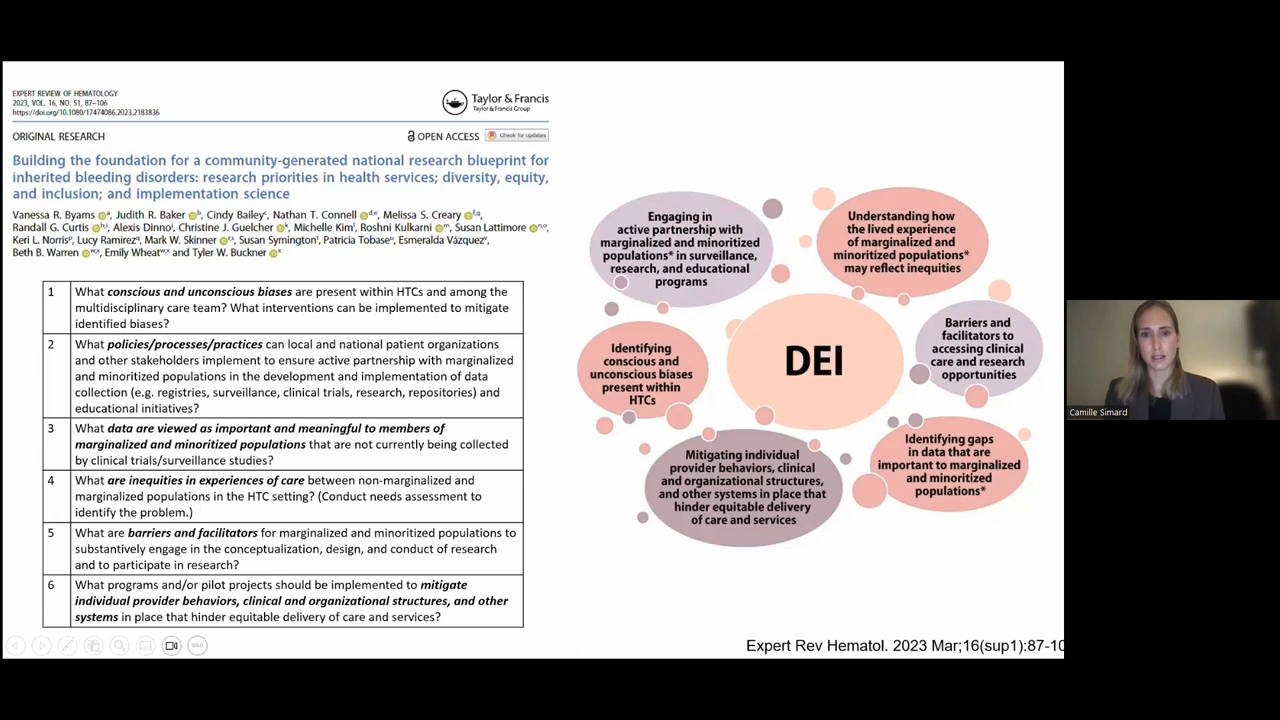 EXPERT REVIEW OF HEMATOLOGY
2023, VOL. 16, NO. S1, 87–106
https://doi.org/10.1080/17474086.2023.2183836
Taylor & Francis
Taylor & Francis Group
ORIGINAL RESEARCH
OPEN ACCESS
Check for updates
Building the foundation for a community-generated national research blueprint for
inherited bleeding disorders: research priorities in health services; diversity, equity,
and inclusion; and implementation science
Vanessa R. Byams a, Judith R. Baker b, Cindy Bailey c, Nathan T. Connell d,e, Melissa S. Creary f,g,
Randall G. Curtis h,i, Alexis Dinno j, Christine J. Guelcher k, Michelle Kim l, Roshni Kulkarni m, Susan Lattimore n,o,
Keri L. Norris p, Lucy Ramirez q, Mark W. Skinner r,s, Susan Symington t, Patricia Tobase u, Esmeralda Vázquez v,
Beth B. Warren w,x, Emily Wheat w,x and Tyler W. Buckner x
1 What conscious and unconscious biases are present within HTCs and among the
multidisciplinary care team? What interventions can be implemented to mitigate
identified biases?
2 What policies/processes/practices can local and national patient organizations
and other stakeholders implement to ensure active partnership with marginalized
and minoritized populations in the development and implementation of data
collection (e.g. registries, surveillance, clinical trials, research, repositories) and
educational initiatives?
3 What data are viewed as important and meaningful to members of
marginalized and minoritized populations that are not currently being collected
by clinical trials/surveillance studies?
4 What are inequities in experiences of care between non-marginalized and
marginalized populations in the HTC setting? (Conduct needs assessment to
identify the problem.)
5 What are barriers and facilitators for marginalized and minoritized populations to
substantively engage in the conceptualization, design, and conduct of research
and to participate in research?
6 What programs and/or pilot projects should be implemented to mitigate
individual provider behaviors, clinical and organizational structures, and other
systems in place that hinder equitable delivery of care and services?
Engaging in
active partnership with
marginalized and minoritized
populations* in surveillance,
research, and educational
programs
Understanding how
the lived experience
of marginalized and
minoritized populations*
may reflect inequities
Identifying
conscious and
unconscious biases
present within
HTCs
DEI
Barriers and
facilitators to
accessing clinical
care and research
opportunities
Mitigating individual
provider behaviors, clinical
and organizational structures,
and other systems in place that
hinder equitable delivery
of care and services
Identifying gaps
in data that are
important to marginalized
and minoritized
populations*
Expert Rev Hematol. 2023 Mar;16(sup1):87-10
Camille Simard